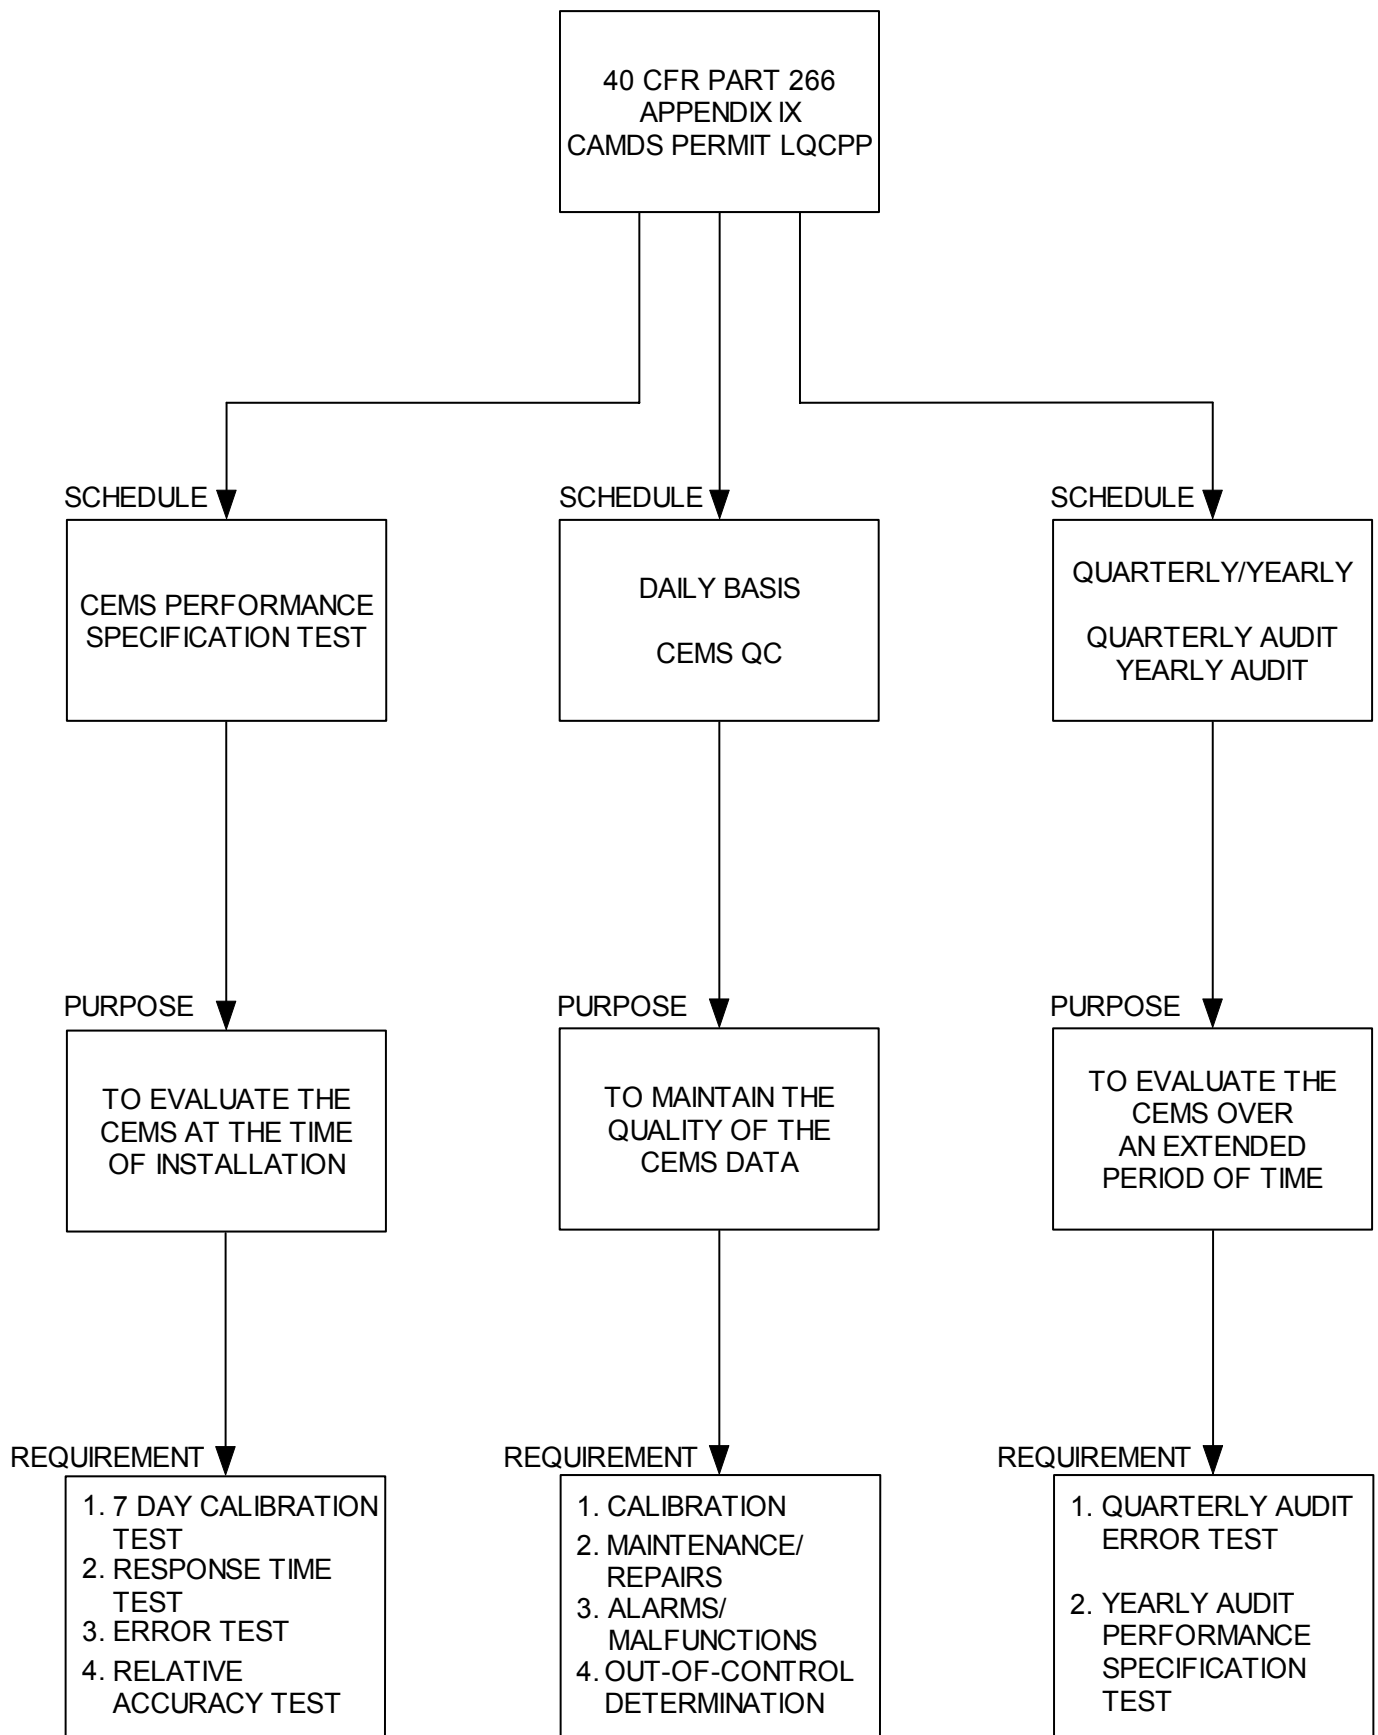 40 CFR PART 266
APPENDIX IX
CAMDS PERMIT LQCPP
SCHEDULE
CEMS PERFORMANCE
SPECIFICATION TEST
SCHEDULE
DAILY BASIS
CEMS QC
SCHEDULE
QUARTERLY/YEARLY
QUARTERLY AUDIT
YEARLY AUDIT
PURPOSE
TO EVALUATE THE
CEMS AT THE TIME
OF INSTALLATION
PURPOSE
TO MAINTAIN THE
QUALITY OF THE
CEMS DATA
PURPOSE
TO EVALUATE THE
CEMS OVER
AN EXTENDED
PERIOD OF TIME
REQUIREMENT
1. 7 DAY CALIBRATION
TEST
2. RESPONSE TIME
TEST
3. ERROR TEST
4. RELATIVE
ACCURACY TEST
REQUIREMENT
1. CALIBRATION
2. MAINTENANCE/
REPAIRS
3. ALARMS/
MALFUNCTIONS
4. OUT-OF-CONTROL
DETERMINATION
REQUIREMENT
1. QUARTERLY AUDIT
ERROR TEST
2. YEARLY AUDIT
PERFORMANCE
SPECIFICATION
TEST